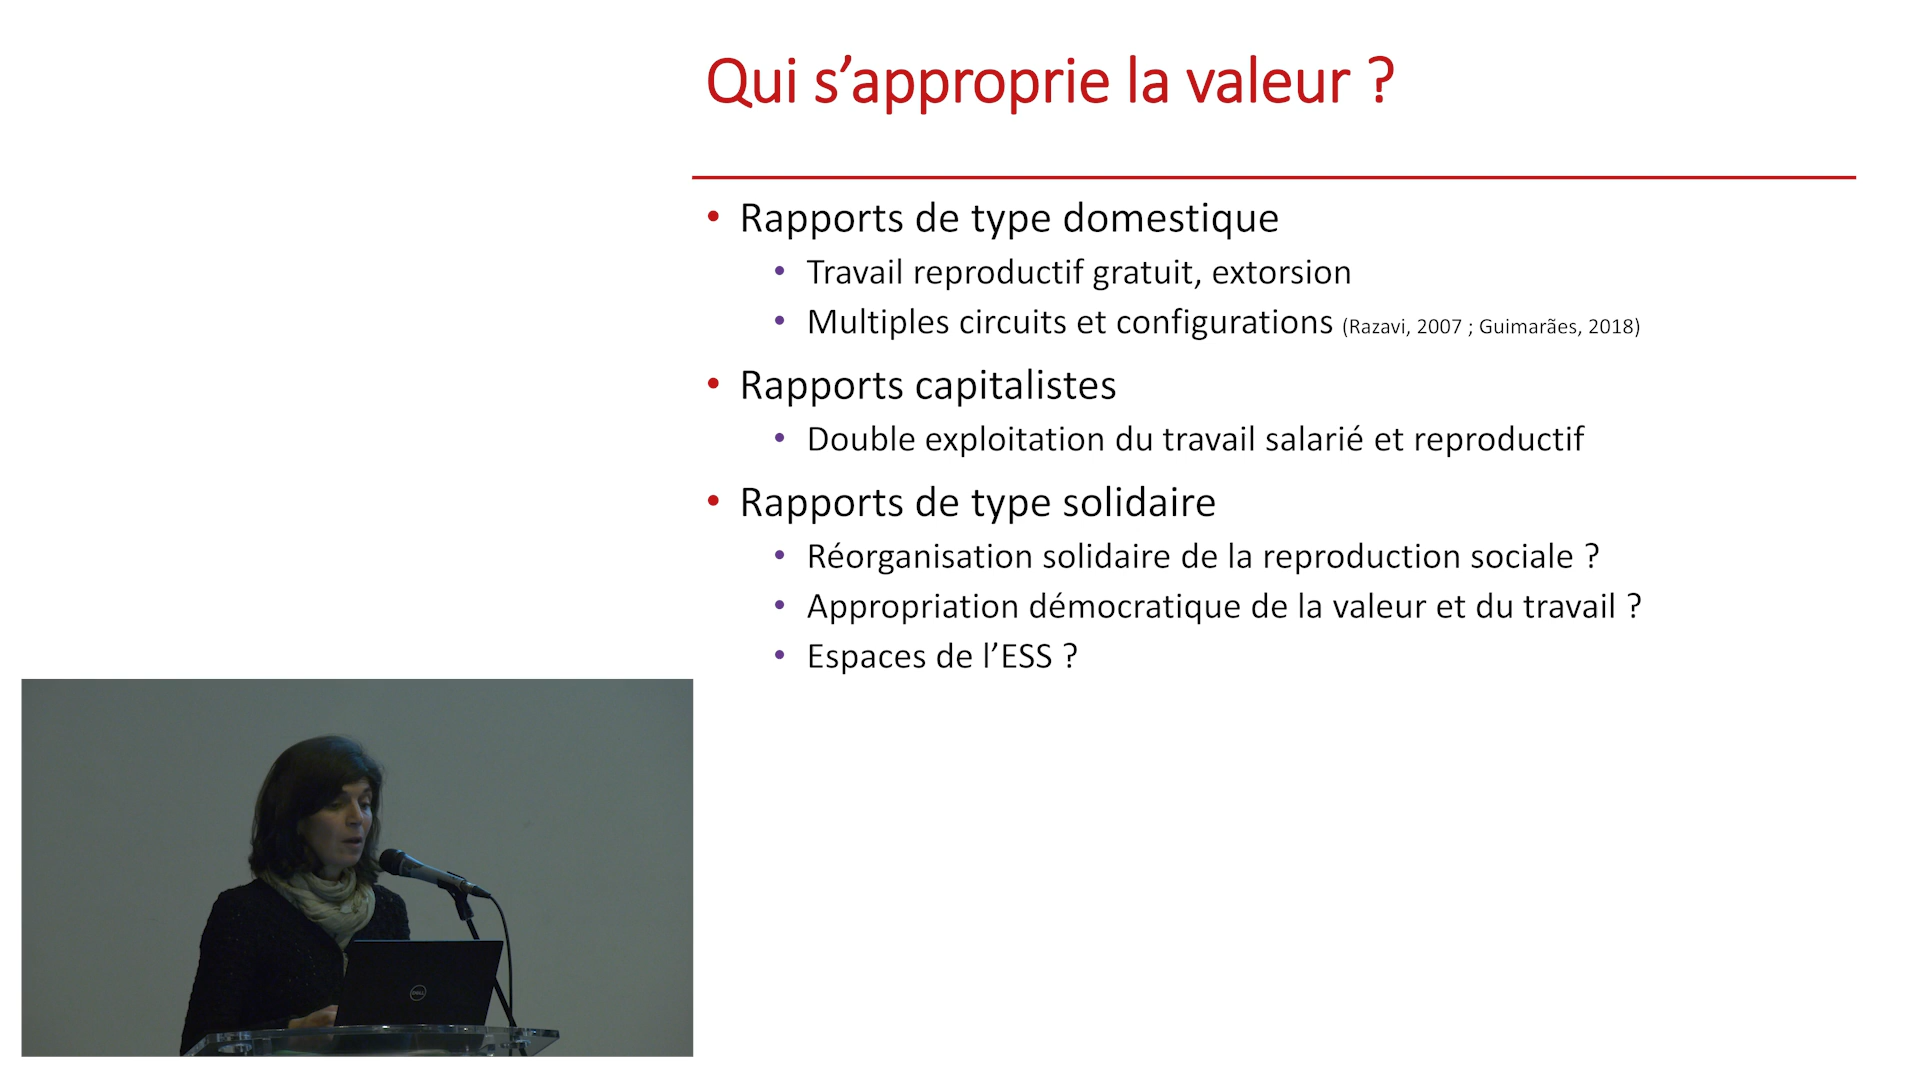 Qui s’approprie la valeur ?
• Rapports de type domestique
• Travail reproductif gratuit, extorsion
• Multiples circuits et configurations (Razavi, 2007 ; Guimarães, 2018)
• Rapports capitalistes
• Double exploitation du travail salarié et reproductif
• Rapports de type solidaire
• Réorganisation solidaire de la reproduction sociale ?
• Appropriation démocratique de la valeur et du travail ?
• Espaces de l’ESS ?
DELL